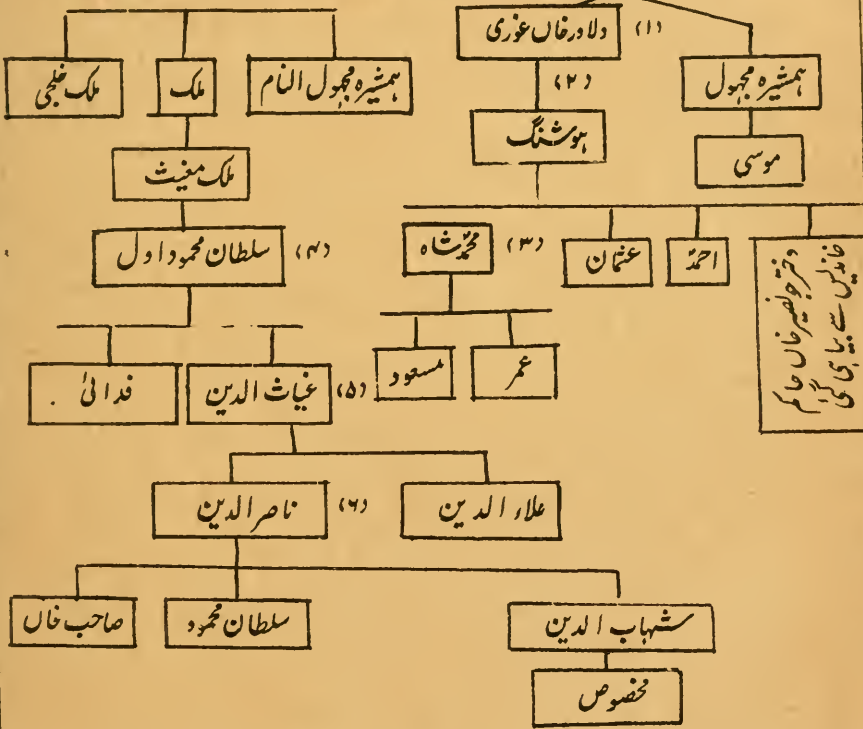 (۱) دلاور خاں غوری
ہمشیرہ مجہول
ہمشیرہ مجہول النام
ملک
ملک خلجی
(۲)
ہوشنگ
موسیٰ
ملک مغیث
دختر جو نصیر خاں حاکم
خاندیس سے بیاہی گئی
احمد
عثمان
(۳) محمد شاہ
(۴) سلطان محمود اول
عمر
مسعود
(۵) غیاث الدین
فدائی
علاء الدین
(۶) ناصر الدین
شہاب الدین
سلطان محمود
صاحب خاں
مخصوص